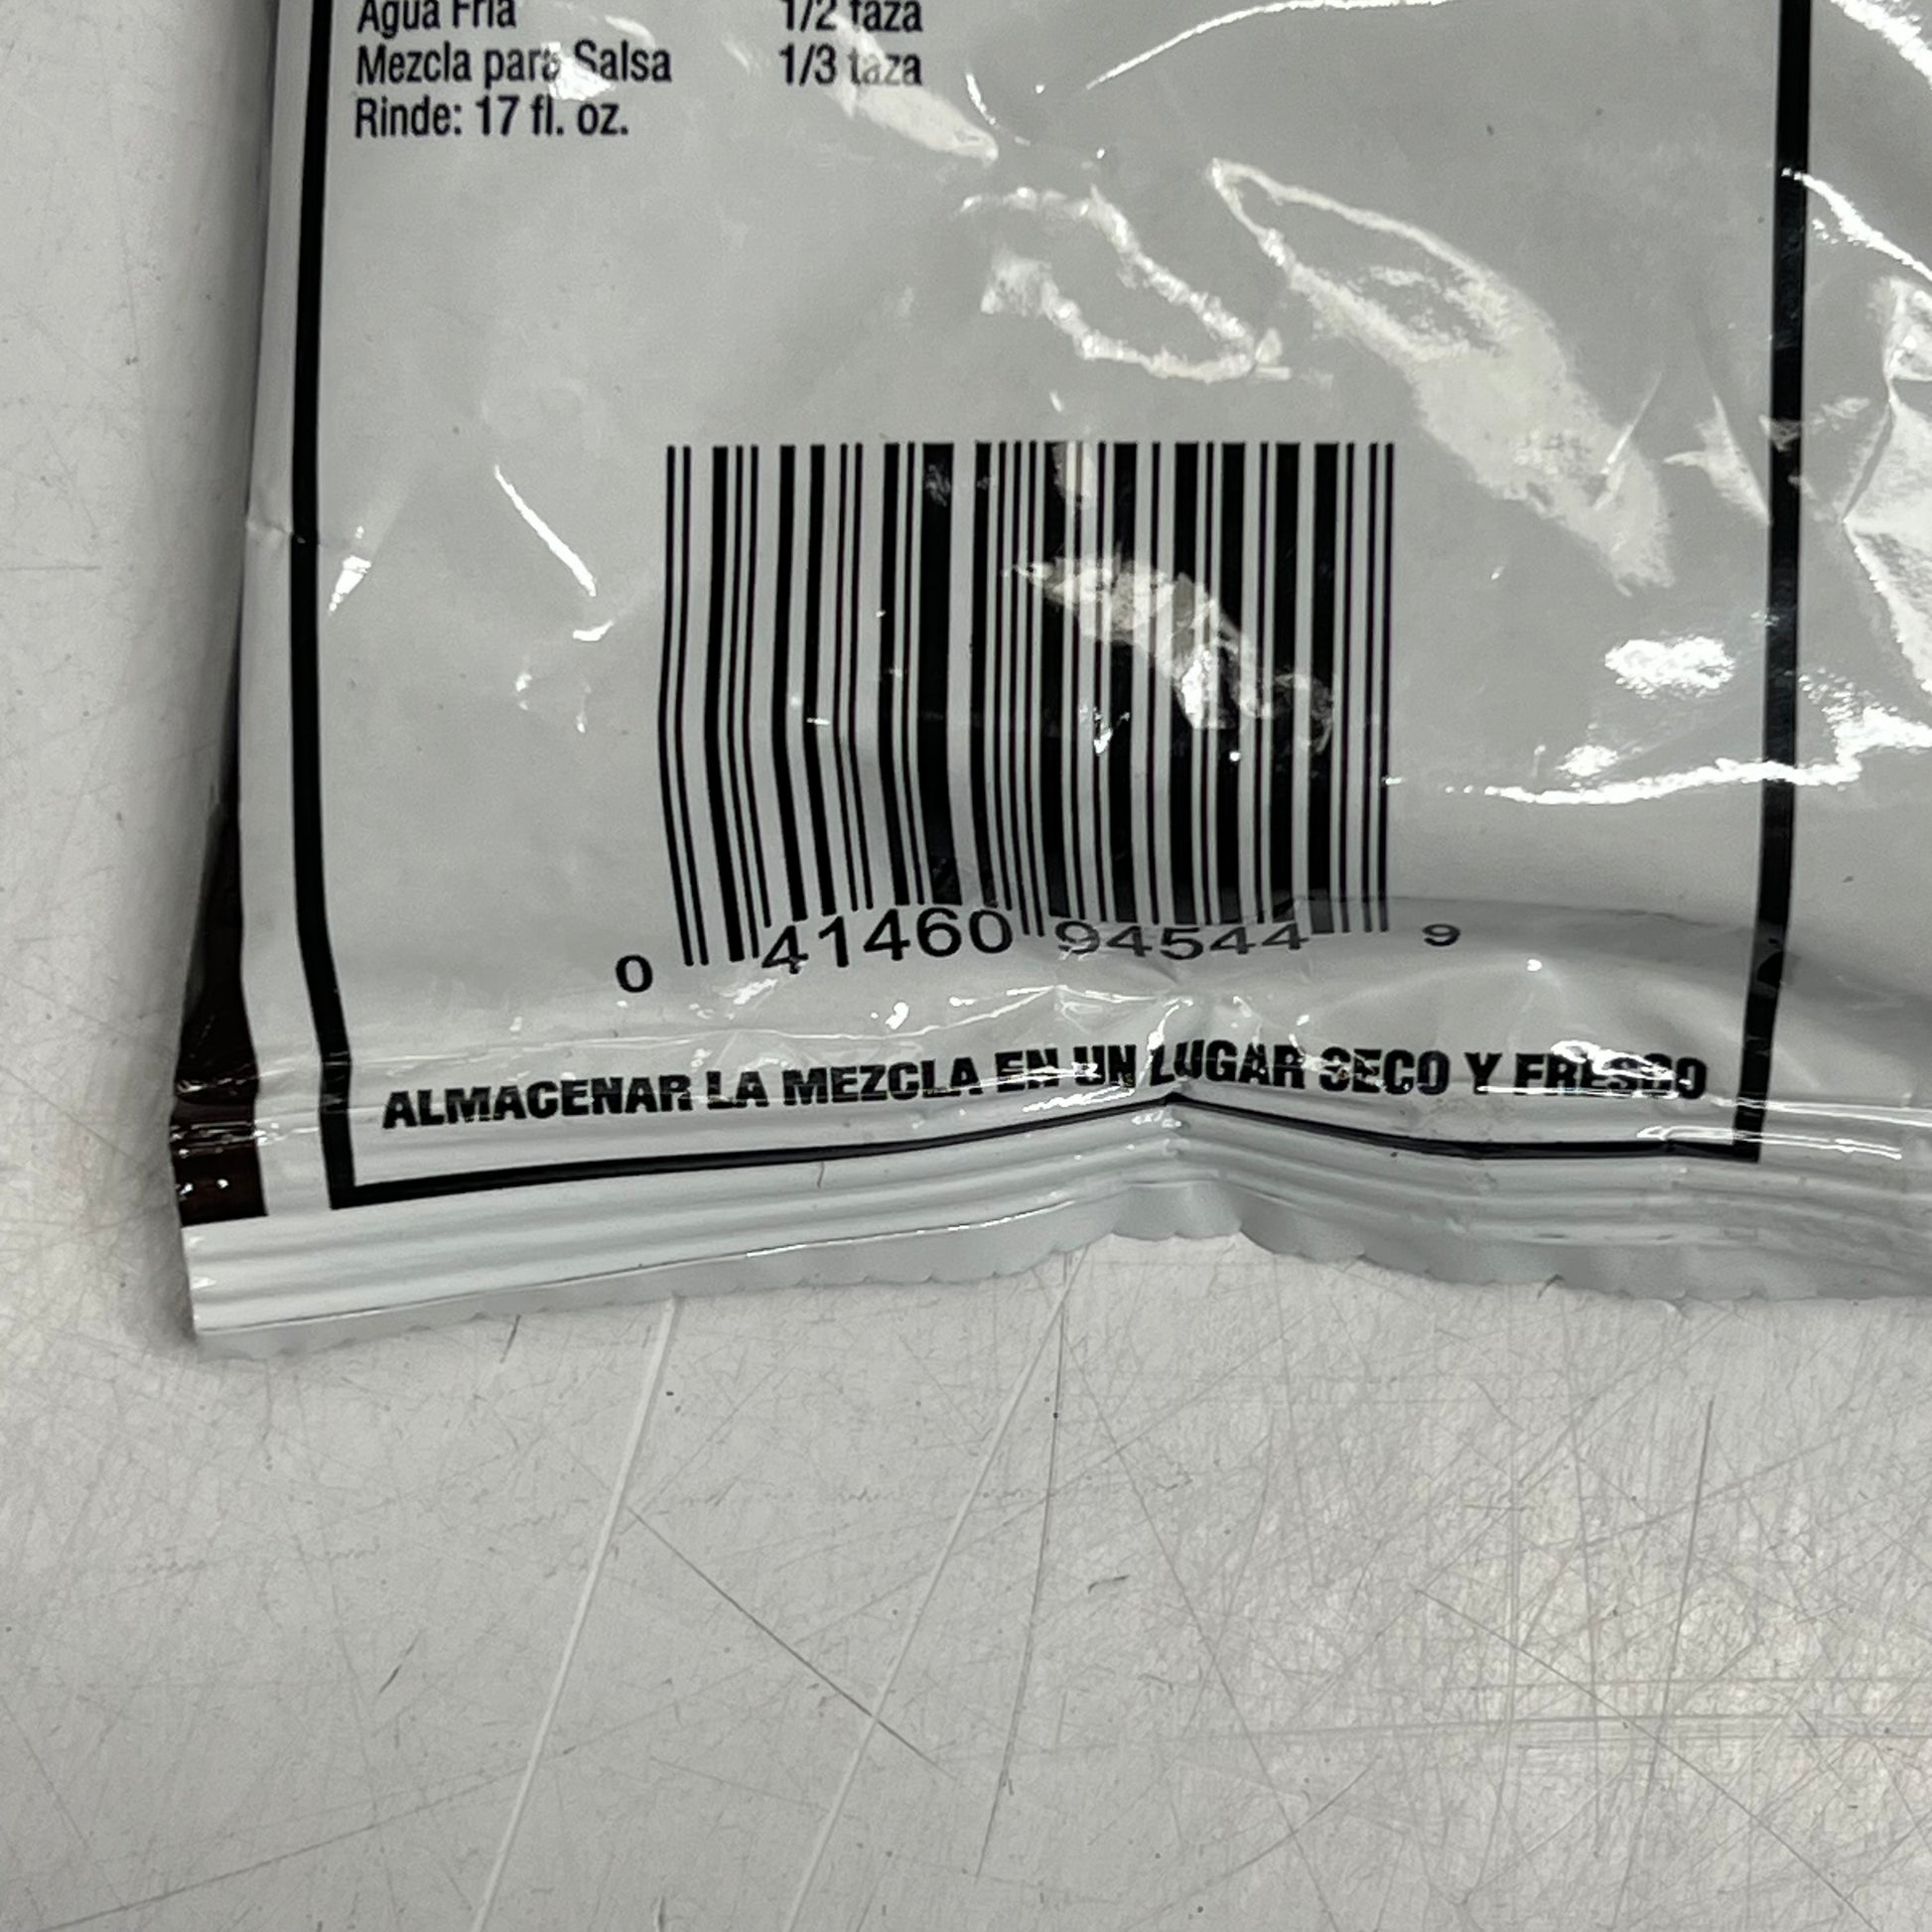 Agua Fría 1/2 taza
Mezcla para Salsa 1/3 taza
Rinde: 17 fl. oz.
0 41460 94544 9
ALMACENAR LA MEZCLA EN UN LUGAR SECO Y FRESCO